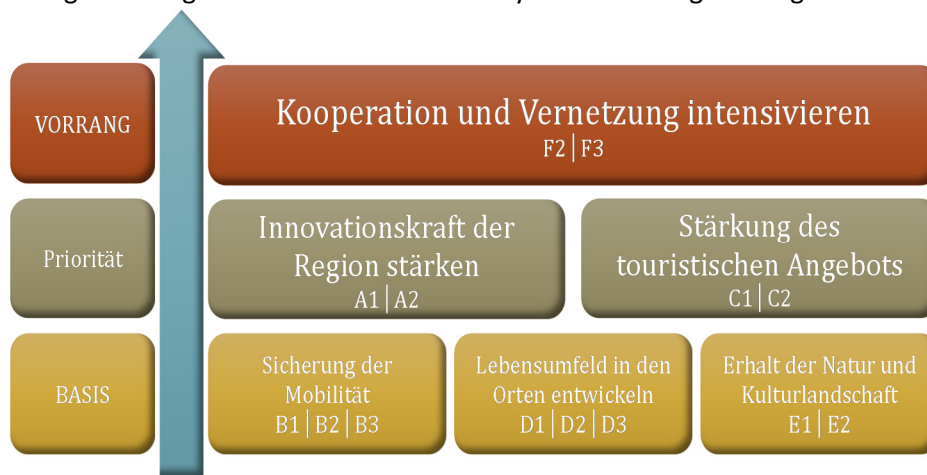 VORRANG
Kooperation und Vernetzung intensivieren
F2 | F3
Priorität
Innovationskraft der
Region stärken
A1 | A2
Stärkung des
touristischen Angebots
C1 | C2
BASIS
Sicherung der
Mobilität
B1 | B2 | B3
Lebensumfeld in den
Orten entwickeln
D1 | D2 | D3
Erhalt der Natur und
Kulturlandschaft
E1 | E2